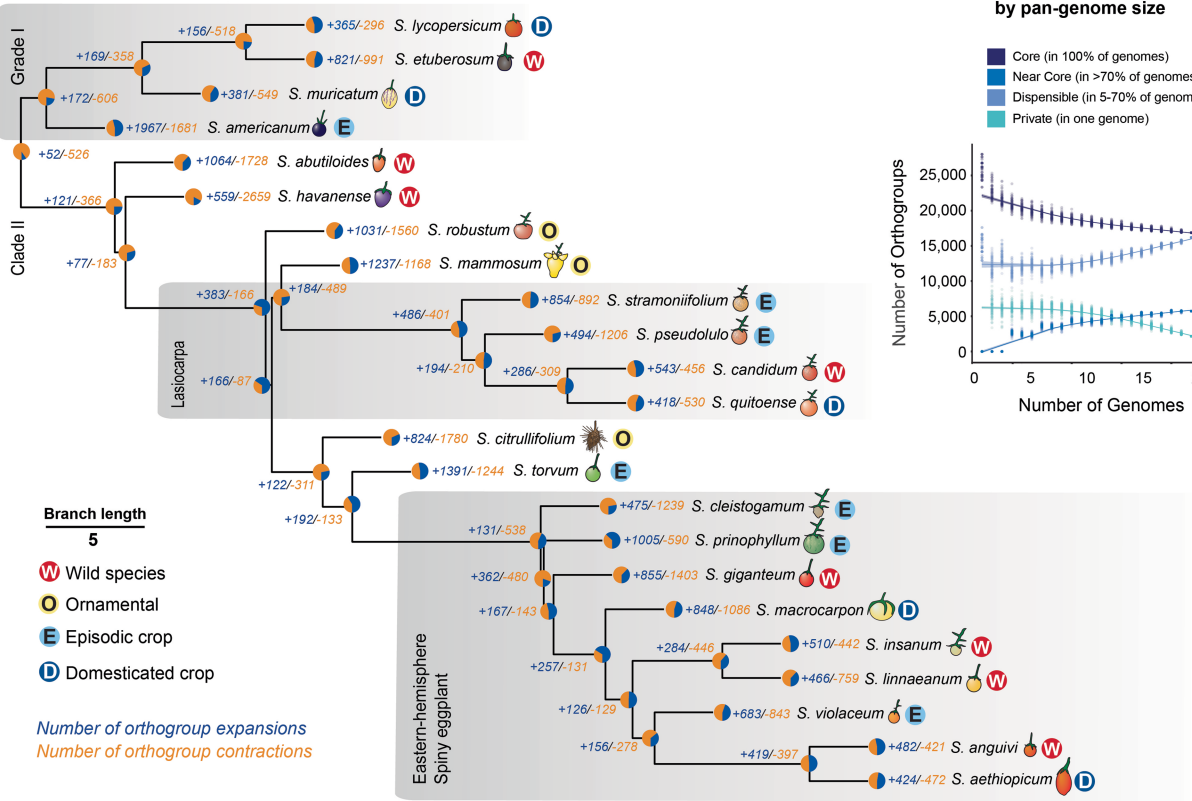 by pan-genome size
Core (in 100% of genomes)
Near Core (in >70% of genomes
Dispensible (in 5-70% of genom
Private (in one genome)
Number of Orthogroups
25,000
20,000
15,000
10,000
5,000
0
0 5 10 15
Number of Genomes
Grade I
Clade II
Lasiocarpa
Eastern-hemisphere
Spiny eggplant
+156/-518
+365/-296 S. lycopersicum D
+169/-358
+821/-991 S. etuberosum W
+172/-606
+381/-549 S. muricatum D
+1967/-1681 S. americanum E
+52/-526
+1064/-1728 S. abutiloides W
+121/-366
+559/-2659 S. havanense W
+77/-183
+1031/-1560 S. robustum O
+1237/-1168 S. mammosum O
+383/-166
+184/-489
+854/-892 S. stramoniifolium E
+486/-401
+494/-1206 S. pseudolulo E
+194/-210
+286/-309
+543/-456 S. candidum W
+166/-87
+418/-530 S. quitoense D
+824/-1780 S. citrullifolium O
+122/-311
+1391/-1244 S. torvum E
+192/-133
+475/-1239 S. cleistogamum E
+131/-538
+1005/-590 S. prinophyllum E
+362/-480
+855/-1403 S. giganteum W
+167/-143
+848/-1086 S. macrocarpon D
+257/-131
+284/-446
+510/-442 S. insanum W
+466/-759 S. linnaeanum W
+126/-129
+683/-843 S. violaceum E
+156/-278
+419/-397
+482/-421 S. anguivi W
+424/-472 S. aethiopicum D
Branch length
5
W Wild species
O Ornamental
E Episodic crop
D Domesticated crop
Number of orthogroup expansions
Number of orthogroup contractions